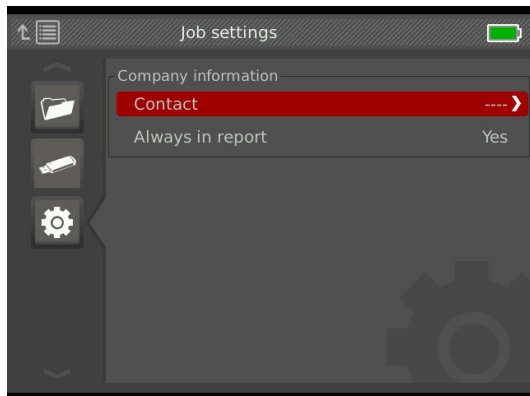 Job settings
Company information
Contact ----
Always in report Yes